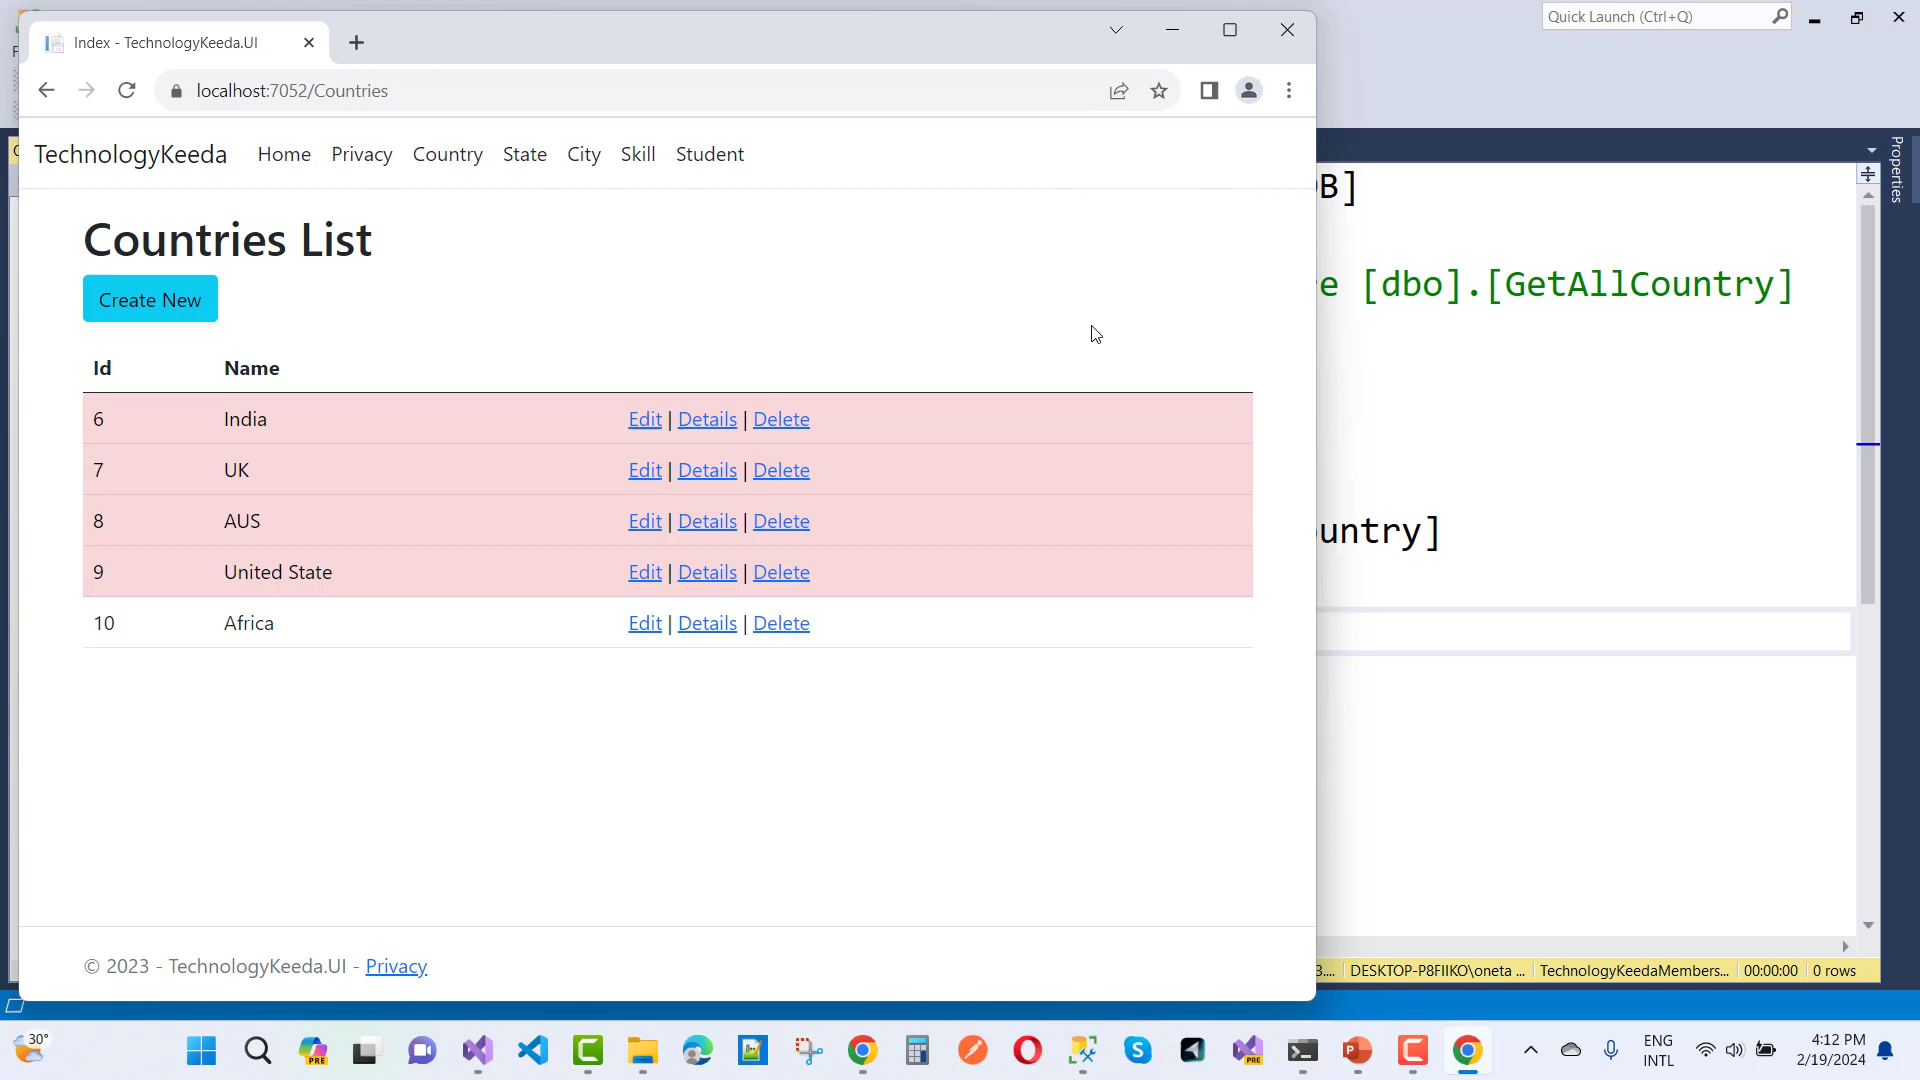 Index - TechnologyKeeda.UI
Quick Launch (Ctrl+Q)
localhost:7052/Countries
TechnologyKeeda Home Privacy Country State City Skill Student
Properties
B]
Countries List
e [dbo].[GetAllCountry]
Create New
Id Name
6 India Edit | Details | Delete
7 UK Edit | Details | Delete
8 AUS Edit | Details | Delete
untry]
9 United State Edit | Details | Delete
10 Africa Edit | Details | Delete
© 2023 - TechnologyKeeda.UI - Privacy
3.... DESKTOP-P8FIIKO\oneta ... TechnologyKeedaMembers... 00:00:00 0 rows
30°
PRE
PRE
ENG
INTL
4:12 PM
2/19/2024